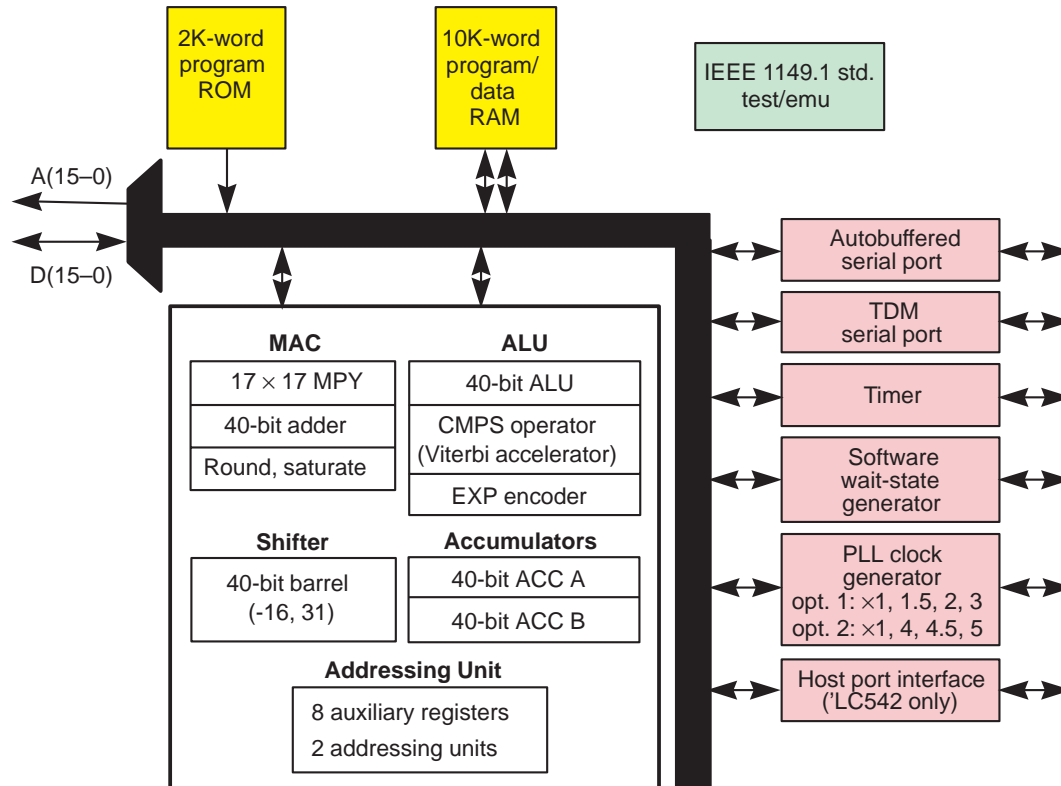 2K-word
program
ROM
10K-word
program/
data
RAM
IEEE 1149.1 std.
test/emu
A(15–0)
D(15–0)
MAC
17 × 17 MPY
40-bit adder
Round, saturate
ALU
40-bit ALU
CMPS operator
(Viterbi accelerator)
EXP encoder
Shifter
40-bit barrel
(-16, 31)
Accumulators
40-bit ACC A
40-bit ACC B
Addressing Unit
8 auxiliary registers
2 addressing units
Autobuffered
serial port
TDM
serial port
Timer
Software
wait-state
generator
PLL clock
generator
opt. 1: ×1, 1.5, 2, 3
opt. 2: ×1, 4, 4.5, 5
Host port interface
('LC542 only)